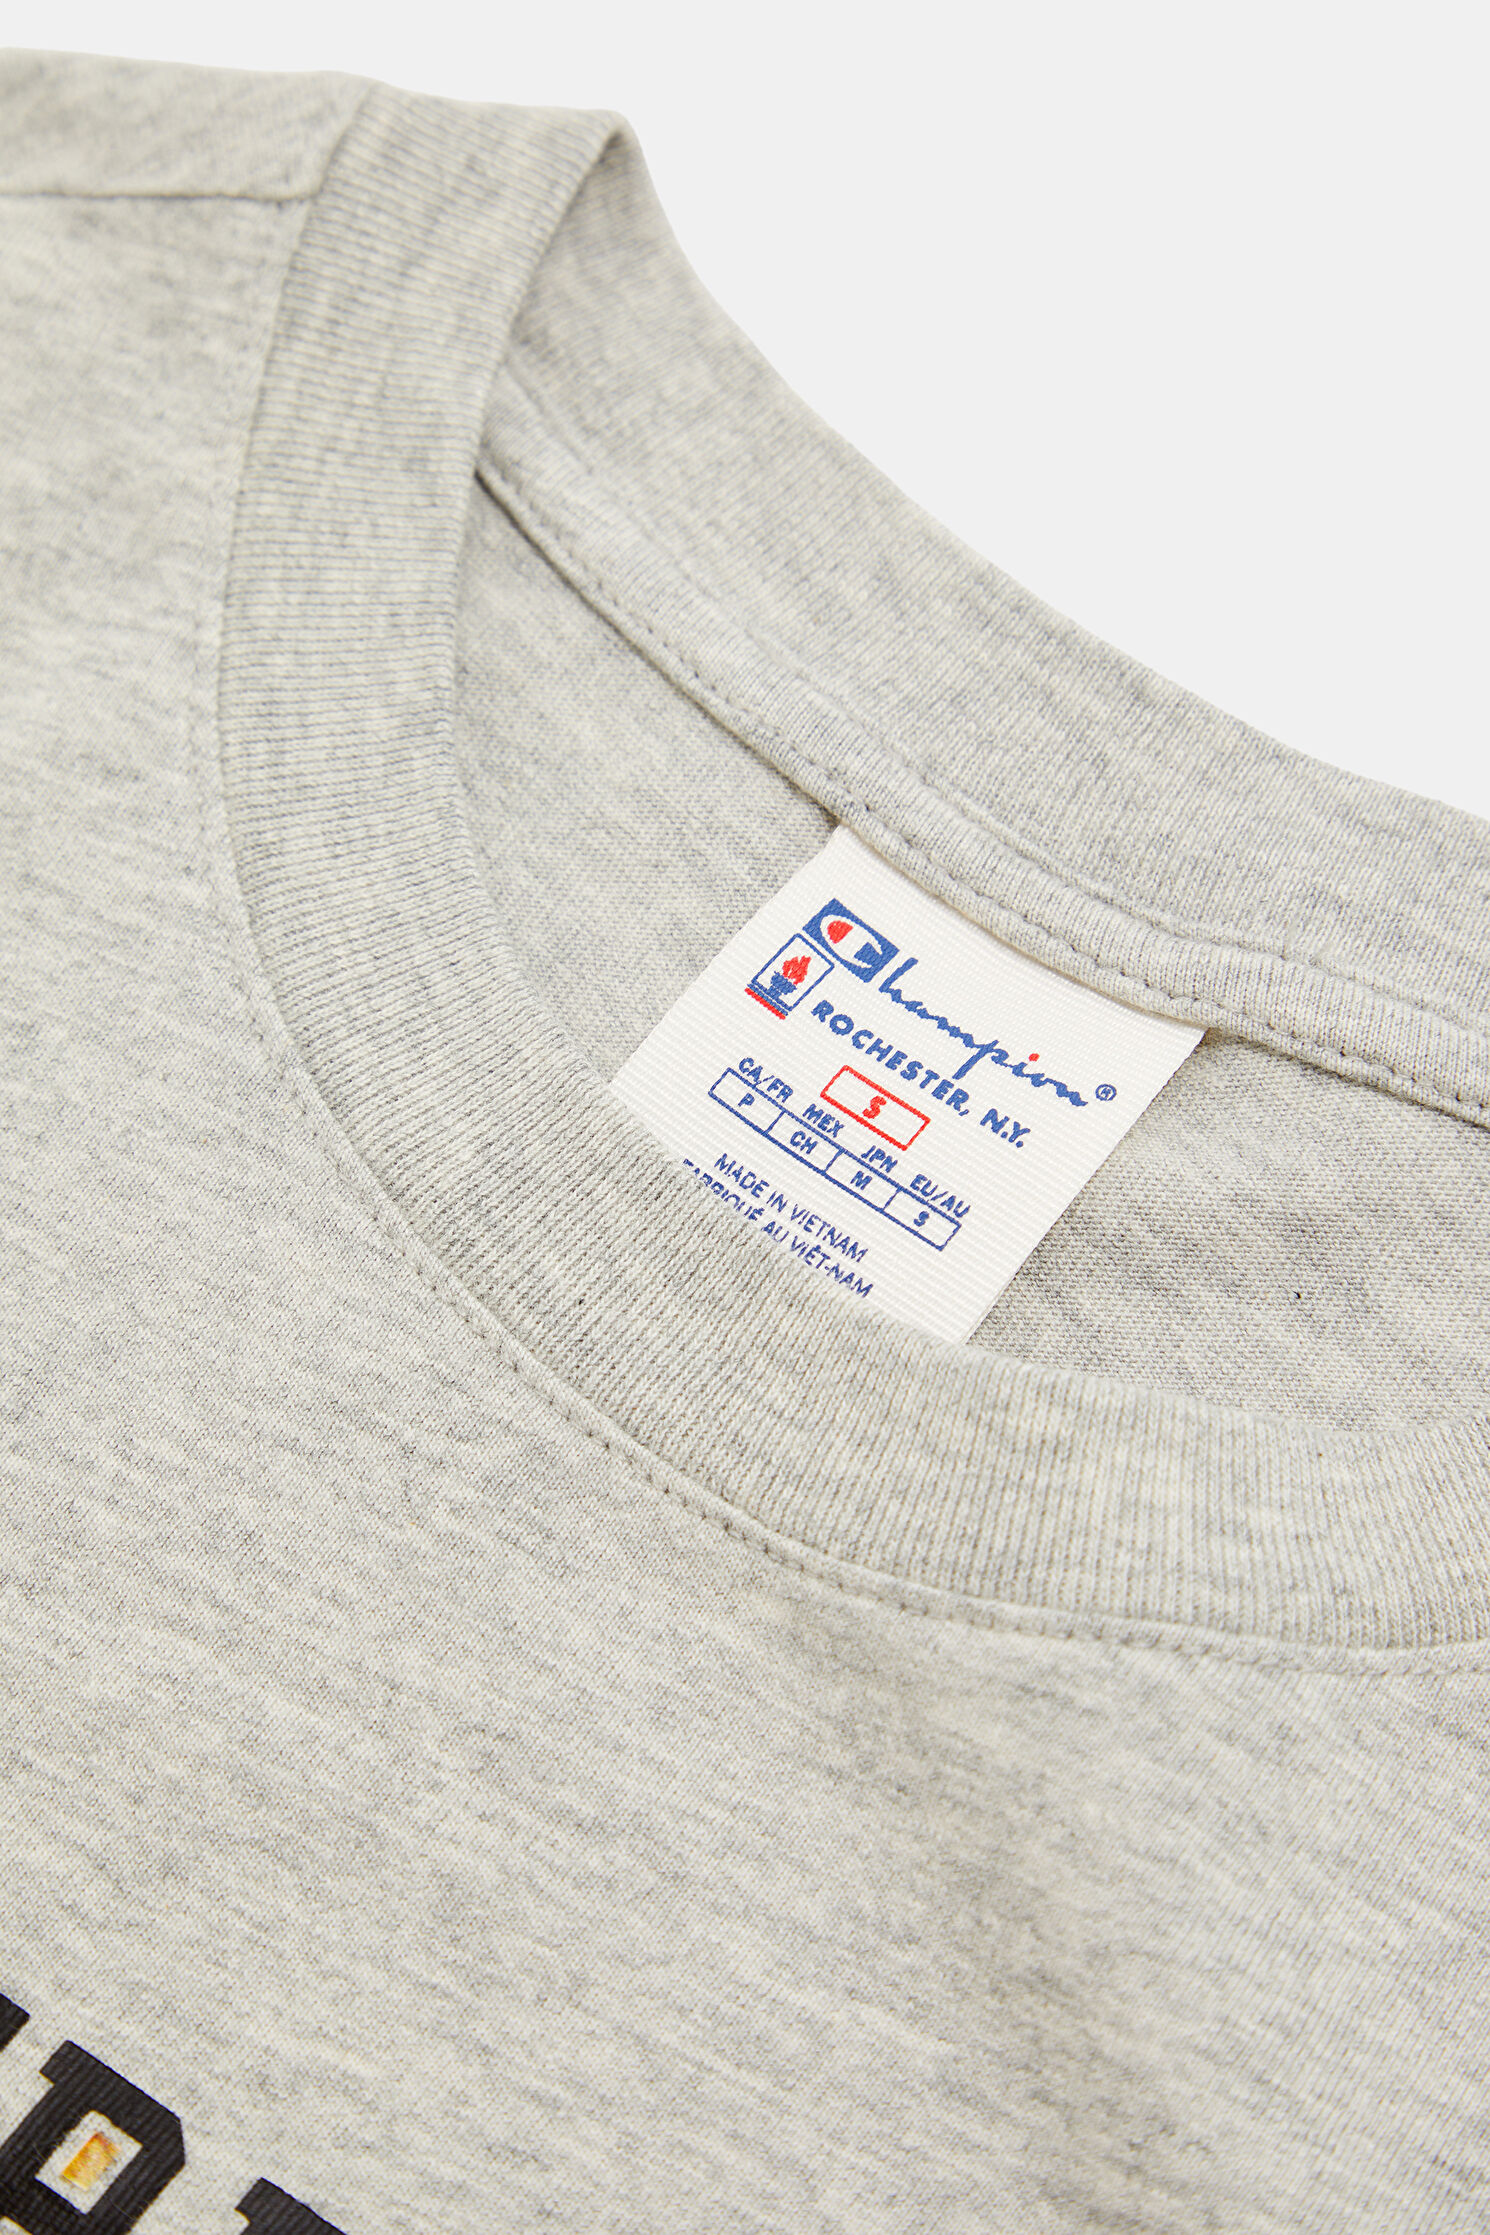 Champion®
ROCHESTER, N.Y.
S
CA/FR MEX JPN EU/AU
P CH M S
MADE IN VIETNAM
FABRIQUÉ AU VIÊT-NAM